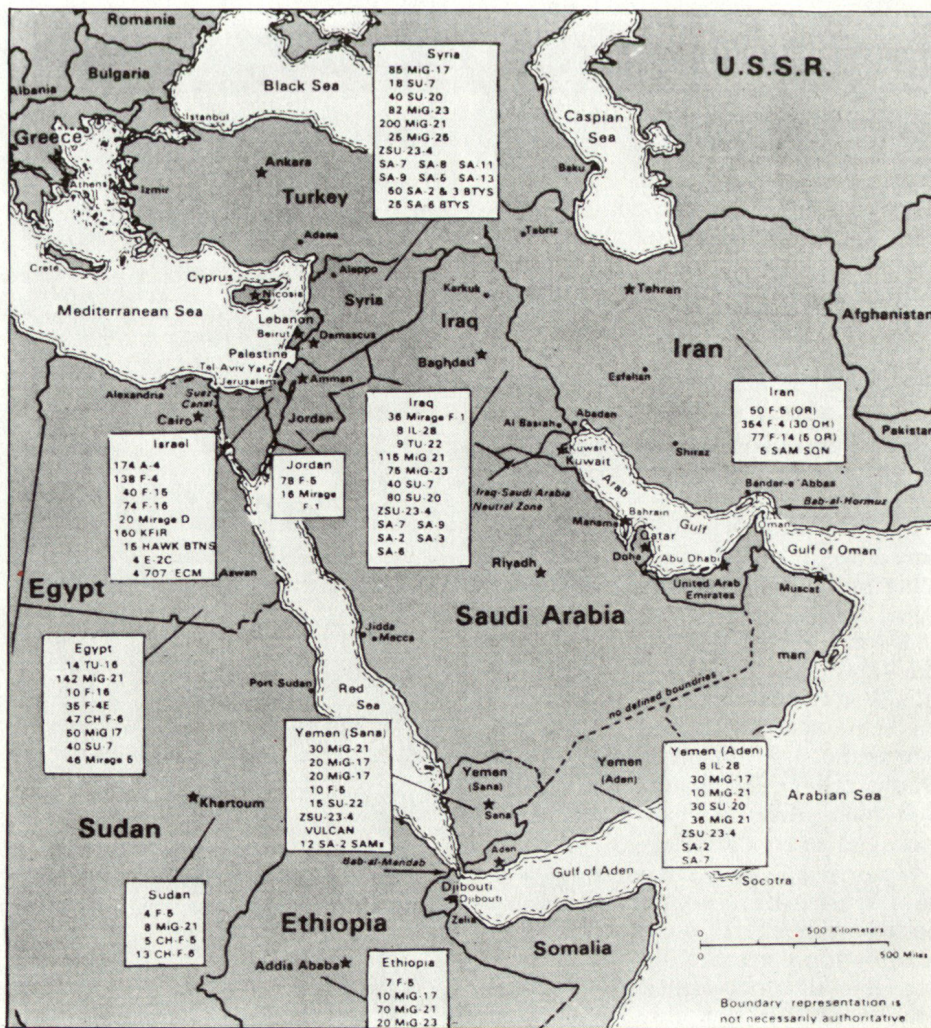 Romania
Bulgaria
Albania
Greece
Black Sea
Istanbul
Athens
Izmir
Ankara
Turkey
Adana
Crete
U.S.S.R.
Caspian
Sea
Baku
Syria
85 MiG-17
18 SU-7
40 SU-20
82 MiG-23
200 MiG-21
25 MiG-25
ZSU-23-4
SA-7 SA-8 SA-11
SA-9 SA-5 SA-13
60 SA-2 & 3 BTYS
25 SA-6 BTYS
Tabriz
Aleppo
Cyprus
Nicosia
Syria
Mediterranean Sea
Lebanon
Beirut
Damascus
Palestine
Tel Aviv Yafo
Jerusalem
Amman
Jordan
Karkuk
Iraq
Baghdad
Tehran
Iran
Esfehan
Afghanistan
Pakistan
Alexandria
Suez
Canal
Cairo
Al Basrah
Abadan
Kuwait
Kuwait
Shiraz
Bandar-e 'Abbas
Bab-al-Hormuz
Iraq-Saudi Arabia
Neutral Zone
Israel
174 A-4
138 F-4
40 F-15
74 F-16
20 Mirage D
160 KFIR
15 HAWK BTNS
4 E-2C
4 707 ECM
Jordan
78 F-5
16 Mirage
F-1
Iraq
36 Mirage F-1
8 IL-28
9 TU-22
115 MiG 21
75 MiG-23
40 SU-7
80 SU-20
ZSU-23-4
SA-7 SA-9
SA-2 SA-3
SA-6
Iran
50 F-5 (OR)
354 F-4 (30 OH)
77 F-14 (5 OR)
5 SAM SQN
Arab
Gulf
Bahrain
Manama
Qatar
Doha
Abu Dhabi
Oman
Gulf of Oman
United Arab
Emirates
Muscat
Riyadh
Saudi Arabia
Egypt
Azwan
Jidda
Mecca
man
Port Sudan
Red
Sea
no defined boundries
Egypt
14 TU-16
142 MiG-21
10 F-16
35 F-4E
47 CH F-6
50 MiG 17
40 SU-7
46 Mirage 5
Yemen (Sana)
30 MiG-21
20 MiG-17
20 MiG-17
10 F-5
15 SU-22
ZSU-23-4
VULCAN
12 SA-2 SAMs
Yemen
(Sana)
Sana
Yemen
(Aden)
Yemen (Aden)
8 IL-28
30 MiG-17
10 MiG-21
30 SU-20
36 MiG 21
ZSU-23-4
SA-2
SA-7
Arabian Sea
Khartoum
Sudan
Bab-al-Mandab
Aden
Gulf of Aden
Socotra
Djibouti
Djibouti
Zelia
Sudan
4 F-5
8 MiG-21
5 CH-F-5
13 CH-F-6
Ethiopia
Addis Ababa
Somalia
Ethiopia
7 F-5
10 MiG-17
70 MiG-21
20 MiG-23
0 500 Kilometers
0 500 Miles
Boundary representation is
not necessarily authoritative